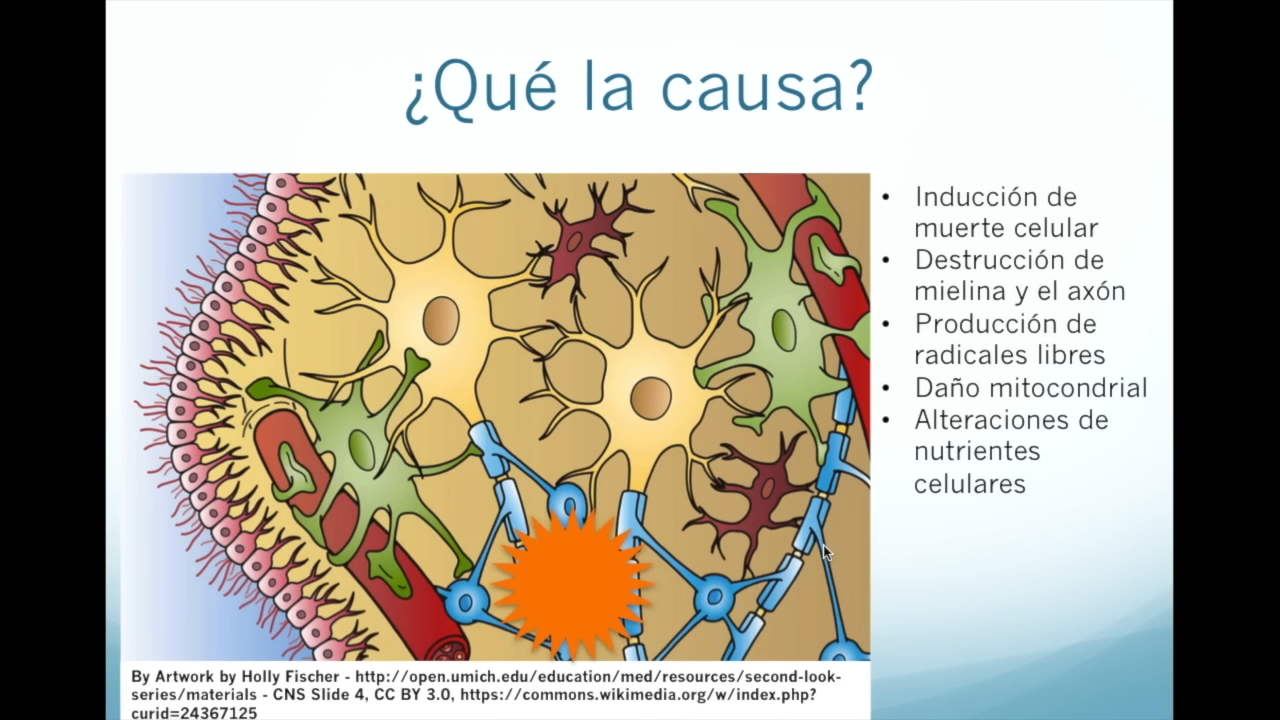 ¿Qué la causa?
• Inducción de
muerte celular
• Destrucción de
mielina y el axón
• Producción de
radicales libres
• Daño mitocondrial
• Alteraciones de
nutrientes
celulares
By Artwork by Holly Fischer - http://open.umich.edu/education/med/resources/second-look-
series/materials - CNS Slide 4, CC BY 3.0, https://commons.wikimedia.org/w/index.php?
curid=24367125